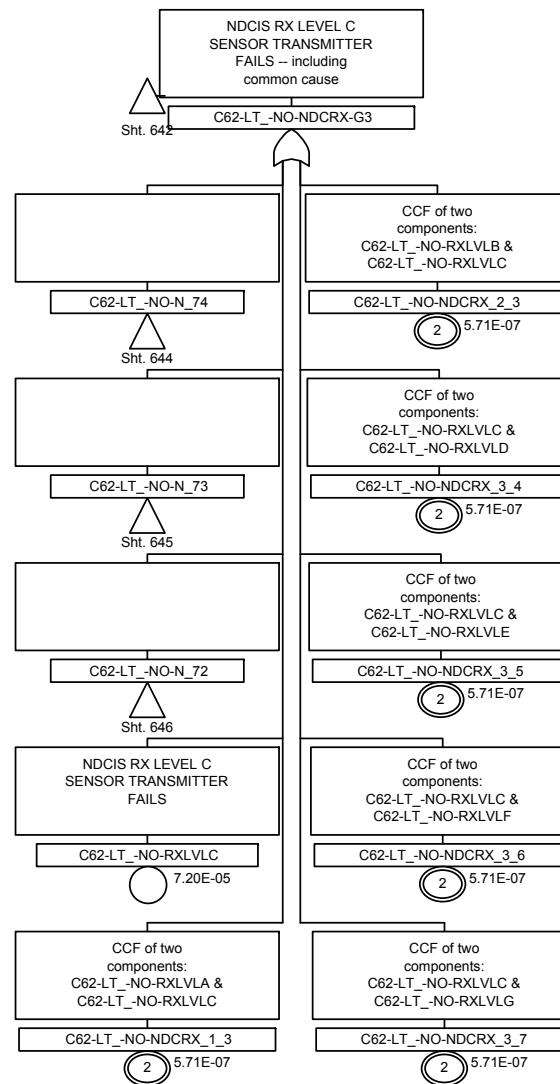 NDCIS RX LEVEL C
SENSOR TRANSMITTER
FAILS -- including
common cause
Sht. 642
C62-LT_-NO-NDCRX-G3
C62-LT_-NO-N_74
Sht. 644
CCF of two
components:
C62-LT_-NO-RXLVLB &
C62-LT_-NO-RXLVLC
C62-LT_-NO-NDCRX_2_3
2
5.71E-07
C62-LT_-NO-N_73
Sht. 645
CCF of two
components:
C62-LT_-NO-RXLVLC &
C62-LT_-NO-RXLVLD
C62-LT_-NO-NDCRX_3_4
2
5.71E-07
C62-LT_-NO-N_72
Sht. 646
CCF of two
components:
C62-LT_-NO-RXLVLC &
C62-LT_-NO-RXLVLE
C62-LT_-NO-NDCRX_3_5
2
5.71E-07
NDCIS RX LEVEL C
SENSOR TRANSMITTER
FAILS
C62-LT_-NO-RXLVLC
7.20E-05
CCF of two
components:
C62-LT_-NO-RXLVLC &
C62-LT_-NO-RXLVLF
C62-LT_-NO-NDCRX_3_6
2
5.71E-07
CCF of two
components:
C62-LT_-NO-RXLVLA &
C62-LT_-NO-RXLVLC
C62-LT_-NO-NDCRX_1_3
2
5.71E-07
CCF of two
components:
C62-LT_-NO-RXLVLC &
C62-LT_-NO-RXLVLG
C62-LT_-NO-NDCRX_3_7
2
5.71E-07